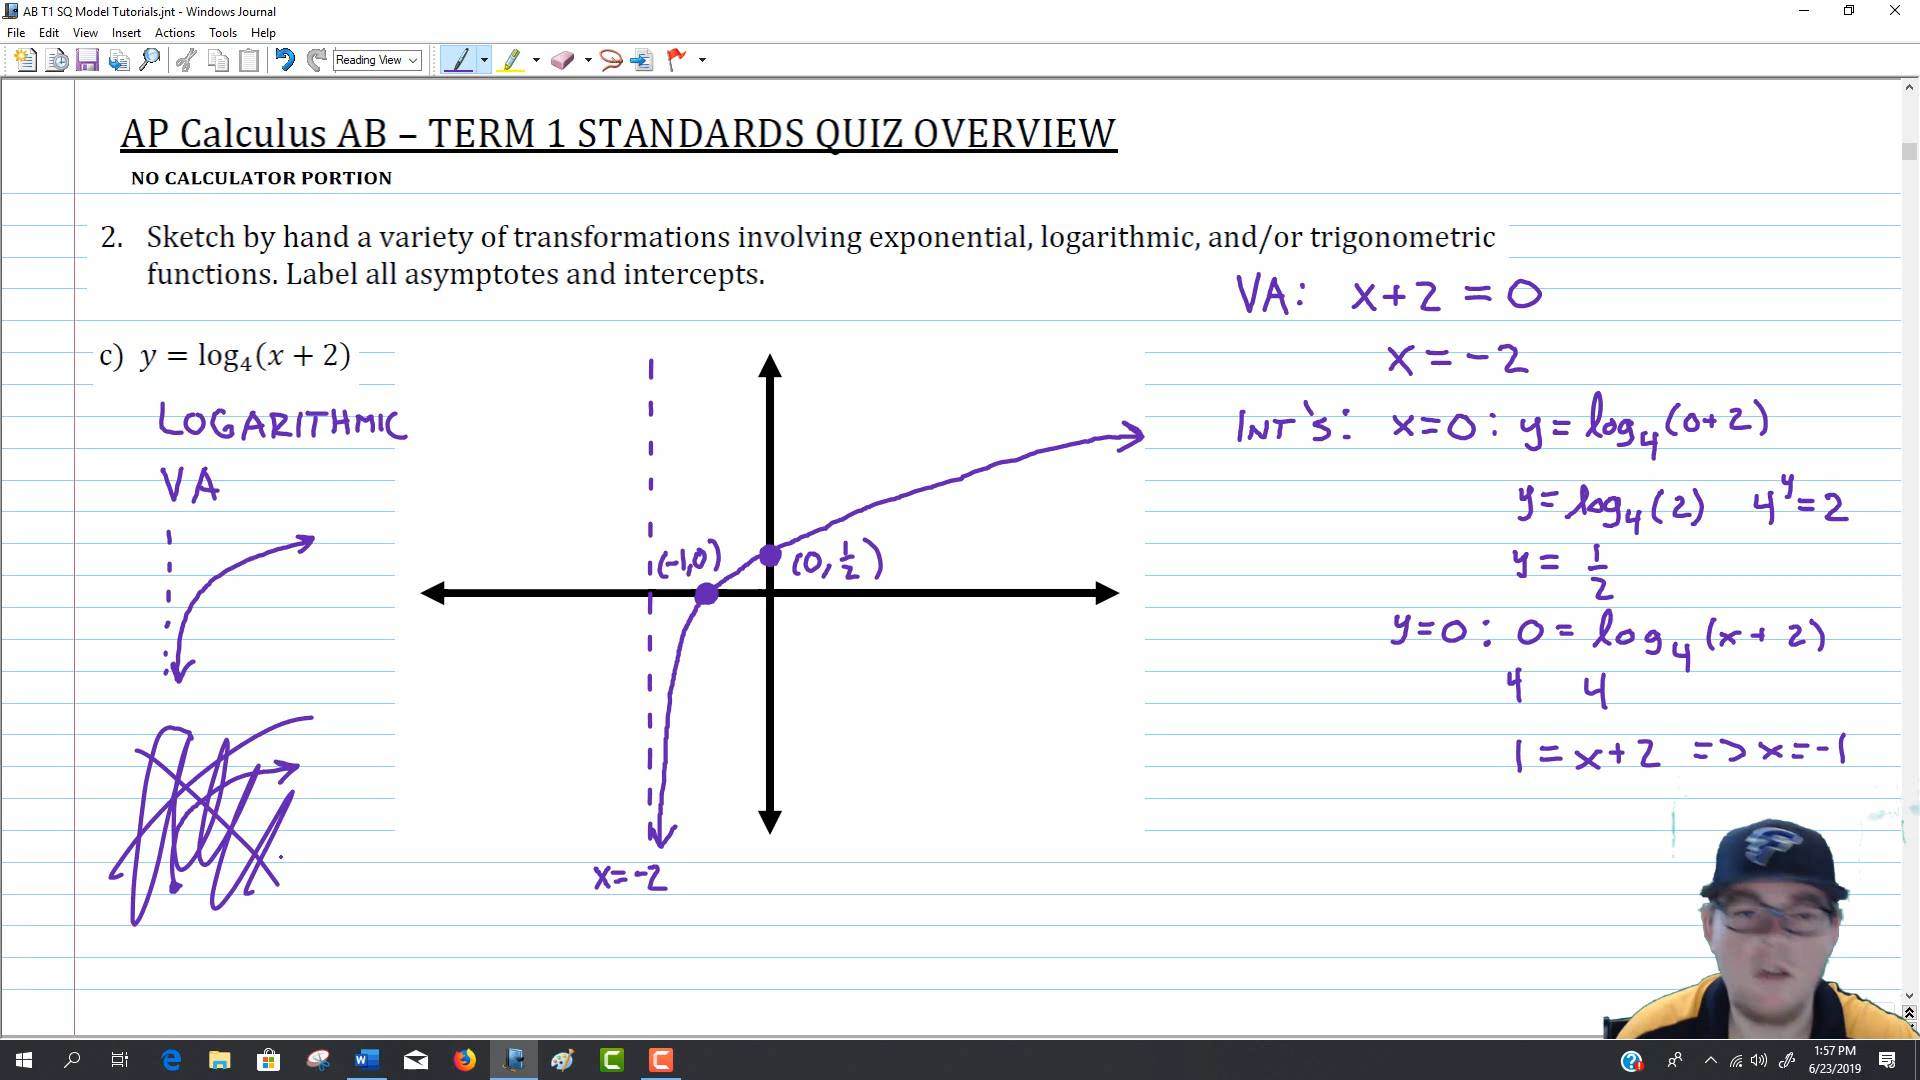 AB T1 SQ Model Tutorials.jnt - Windows Journal
File Edit View Insert Actions Tools Help
Reading View
AP Calculus AB – TERM 1 STANDARDS QUIZ OVERVIEW
NO CALCULATOR PORTION
2. Sketch by hand a variety of transformations involving exponential, logarithmic, and/or trigonometric
functions. Label all asymptotes and intercepts.
c) y = log₄(x + 2)
LOGARITHMIC
VA
(-1,0)
(0, 1/2)
x=-2
VA: x+2 = 0
x = -2
INT'S: x=0: y = log₄(0+2)
y = log₄(2) 4^y = 2
y = 1/2
y=0: 0 = log₄(x+2)
4 4
1 = x+2 => x=-1
1:57 PM
6/23/2019